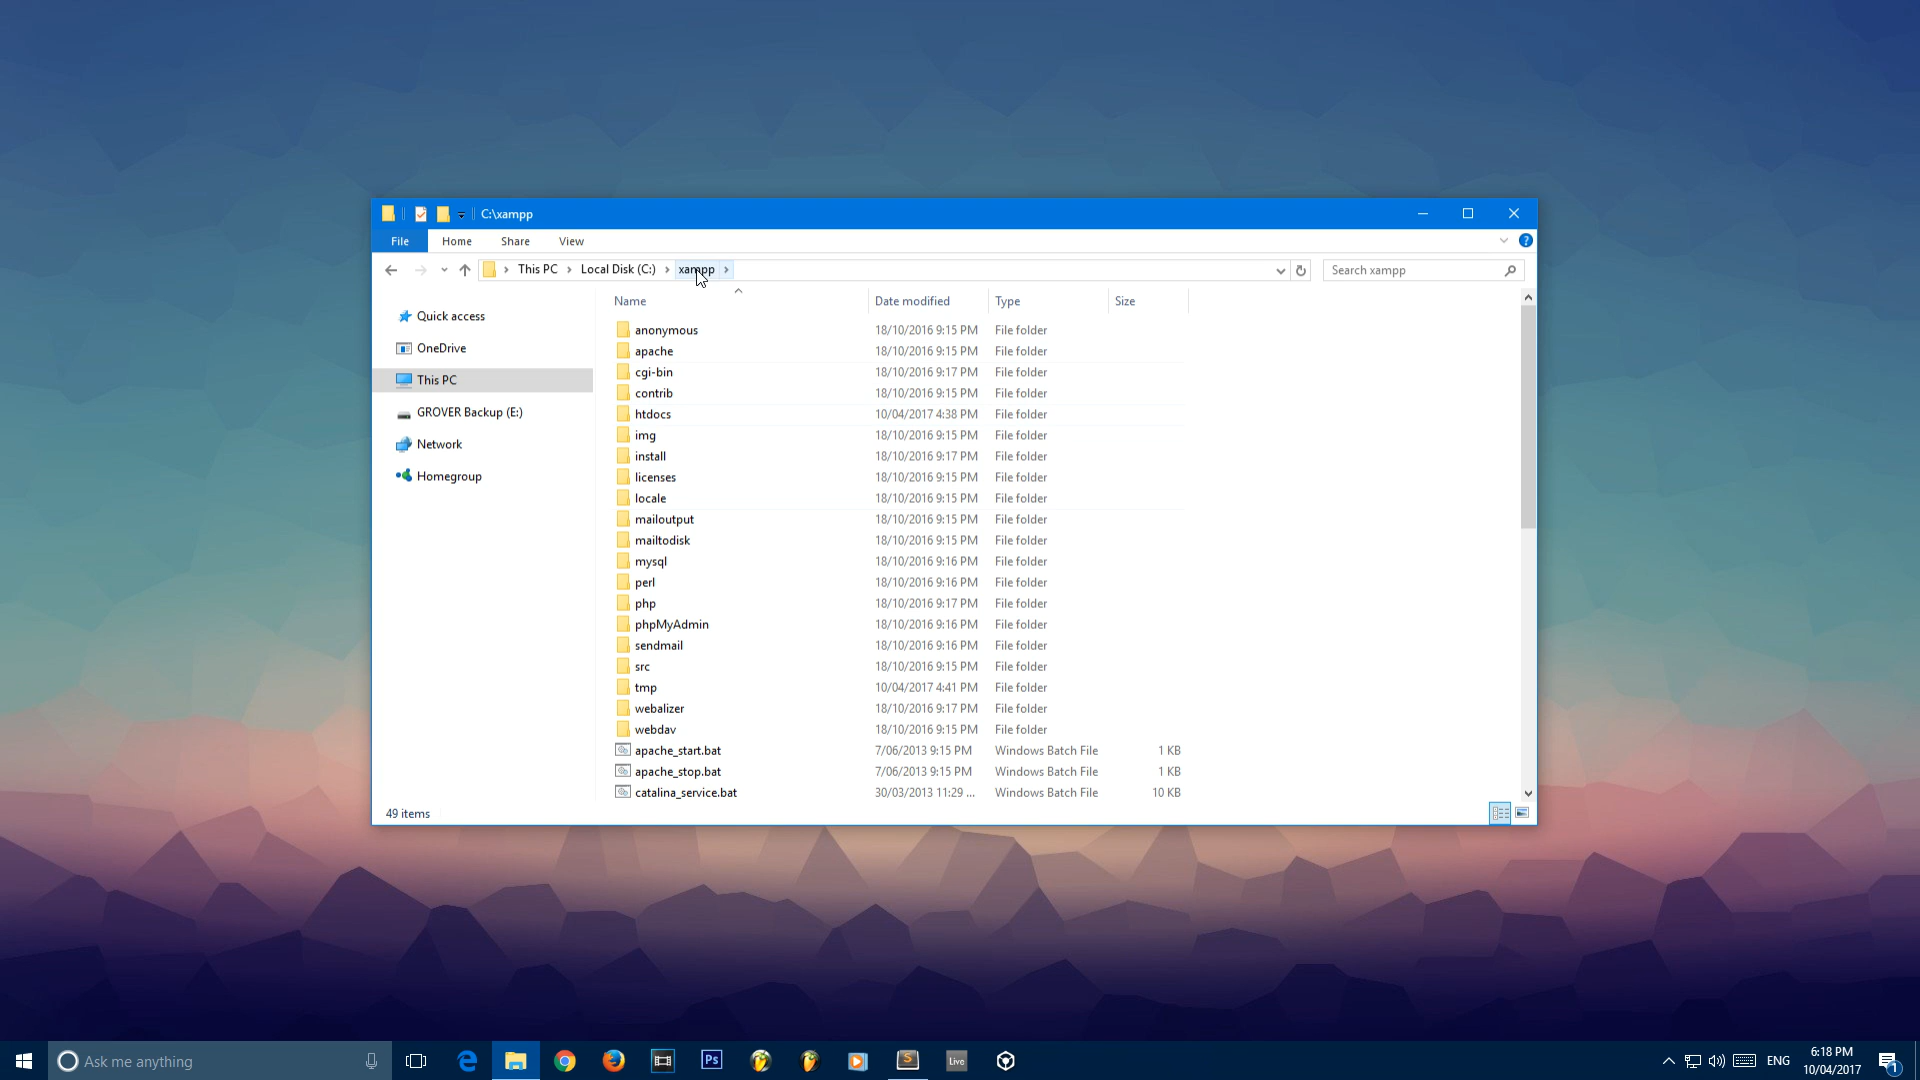 C:\xampp
File Home Share View
This PC Local Disk (C:) xampp
Search xampp
Quick access
OneDrive
This PC
GROVER Backup (E:)
Network
Homegroup
Name Date modified Type Size
anonymous 18/10/2016 9:15 PM File folder
apache 18/10/2016 9:15 PM File folder
cgi-bin 18/10/2016 9:17 PM File folder
contrib 18/10/2016 9:15 PM File folder
htdocs 10/04/2017 4:38 PM File folder
img 18/10/2016 9:15 PM File folder
install 18/10/2016 9:17 PM File folder
licenses 18/10/2016 9:15 PM File folder
locale 18/10/2016 9:15 PM File folder
mailoutput 18/10/2016 9:15 PM File folder
mailtodisk 18/10/2016 9:15 PM File folder
mysql 18/10/2016 9:16 PM File folder
perl 18/10/2016 9:16 PM File folder
php 18/10/2016 9:17 PM File folder
phpMyAdmin 18/10/2016 9:16 PM File folder
sendmail 18/10/2016 9:16 PM File folder
src 18/10/2016 9:15 PM File folder
tmp 10/04/2017 4:41 PM File folder
webalizer 18/10/2016 9:17 PM File folder
webdav 18/10/2016 9:15 PM File folder
apache_start.bat 7/06/2013 9:15 PM Windows Batch File 1 KB
apache_stop.bat 7/06/2013 9:15 PM Windows Batch File 1 KB
catalina_service.bat 30/03/2013 11:29 ... Windows Batch File 10 KB
49 items
Ask me anything
Ps
S
Live
ENG
6:18 PM
10/04/2017
1